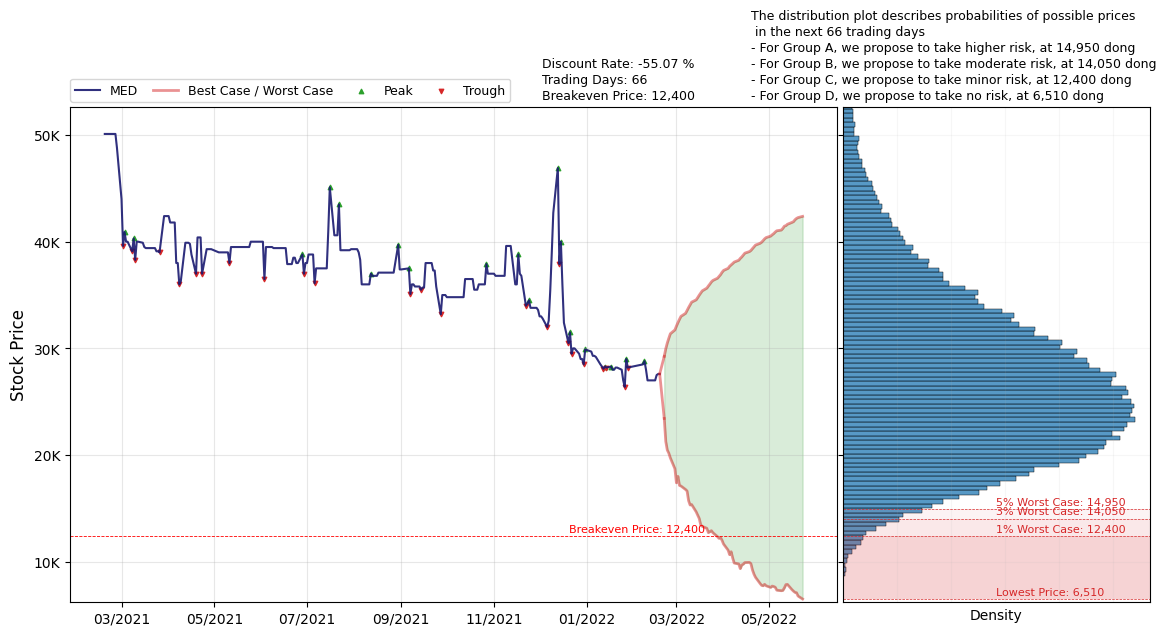 The distribution plot describes probabilities of possible prices
in the next 66 trading days
- For Group A, we propose to take higher risk, at 14,950 dong
- For Group B, we propose to take moderate risk, at 14,050 dong
- For Group C, we propose to take minor risk, at 12,400 dong
- For Group D, we propose to take no risk, at 6,510 dong
Discount Rate: -55.07 %
Trading Days: 66
Breakeven Price: 12,400
MED
Best Case / Worst Case
Peak
Trough
Stock Price
50K
40K
30K
20K
10K
Breakeven Price: 12,400
03/2021
05/2021
07/2021
09/2021
11/2021
01/2022
03/2022
05/2022
5% Worst Case: 14,950
3% Worst Case: 14,050
1% Worst Case: 12,400
Lowest Price: 6,510
Density